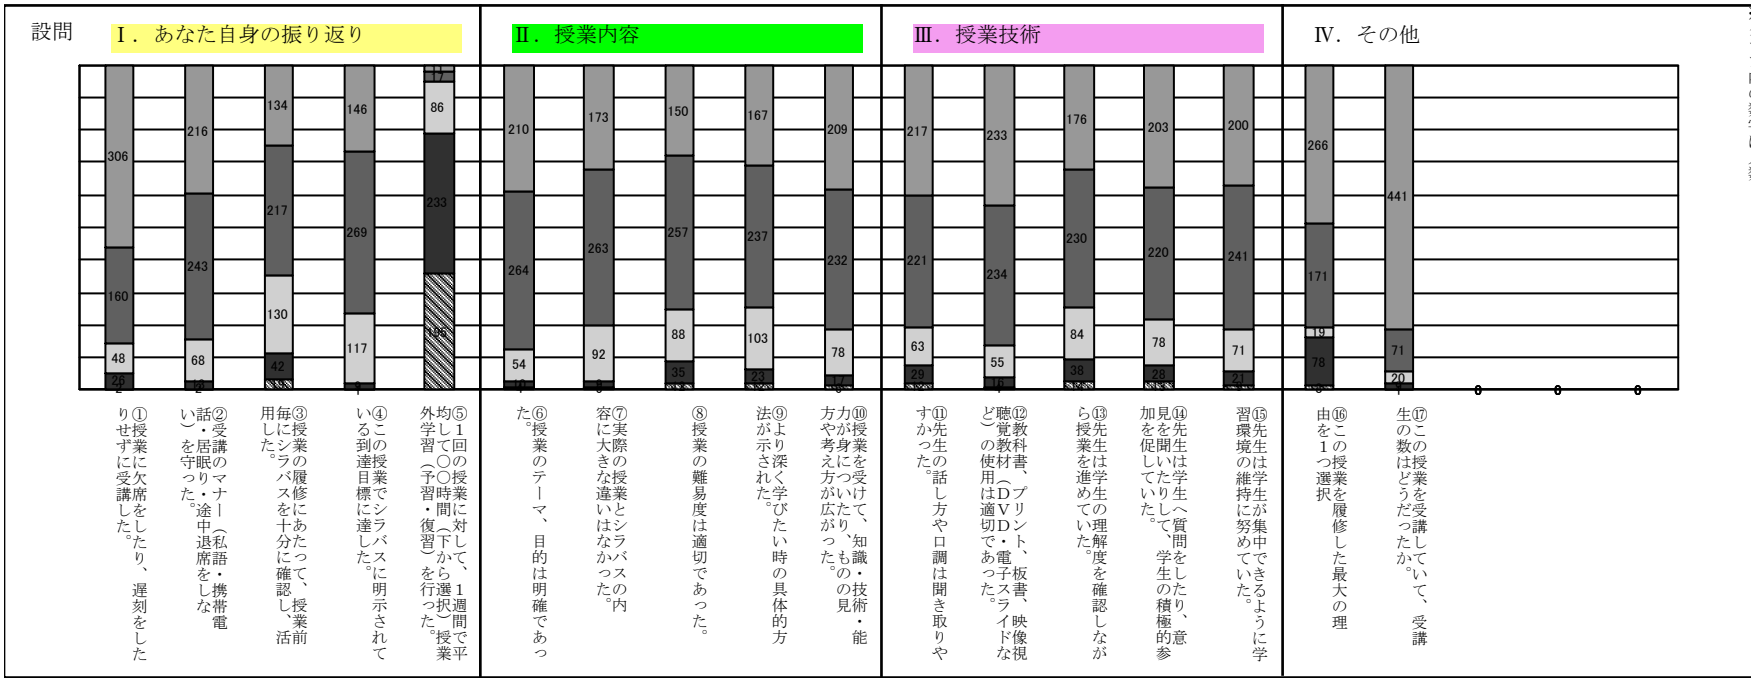 設問
Ⅰ．あなた自身の振り返り
Ⅱ．授業内容
Ⅲ．授業技術
Ⅳ．その他
306
160
48
26
2
216
243
68
2
134
217
130
42
19
146
269
117
1
11
17
86
233
195
210
264
54
10
1
173
263
92
150
257
88
35
167
237
103
23
209
232
78
17
217
221
63
29
233
234
55
16
1
176
230
84
38
203
220
78
28
200
241
71
21
266
171
19
78
441
71
20
1
0
0
0
①授業に欠席をしたり、遅刻をした
りせずに受講した。
②受講のマナー（私語・携帯電
話・居眠り・途中退席をしな
い）を守った。
③授業の履修にあたって、授業前
毎にシラバスを十分に確認し、活
用した。
④この授業でシラバスに明示されて
いる到達目標に達した。
⑤１回の授業に対して、１週間で平
均して〇〇時間（下から選択）授業
外学習（予習・復習）を行った。
⑥授業のテーマ、目的は明確であっ
た。
⑦実際の授業とシラバスの内
容に大きな違いはなかった。
⑧授業の難易度は適切であった。
⑨より深く学びたい時の具体的方
法が示された。
⑩授業を受けて、知識・技術・能
力が身についたり、ものの見
方や考え方が広がった。
⑪先生の話し方や口調は聞き取りや
すかった。
⑫教科書、プリント、板書、映像視
聴覚教材（ＤＶＤ・電子スライドな
ど）の使用は適切であった。
⑬先生は学生の理解度を確認しなが
ら授業を進めていた。
⑭先生は学生へ質問をしたり、意
見を聞いたりして、学生の積極的参
加を促していた。
⑮先生は学生が集中できるように学
習環境の維持に努めていた。
⑯この授業を履修した最大の理
由を１つ選択
⑰この授業を受講していて、受講
生の数はどうだったか。